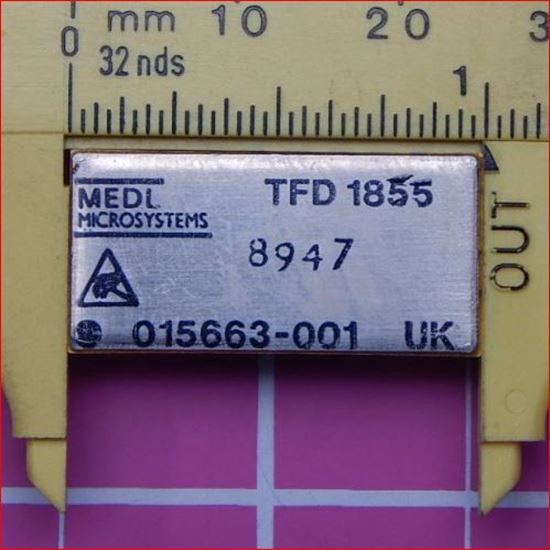 mm 10 20 3
0
32 nds
1
OUT
MEDL TFD 1855
MICROSYSTEMS
8947
015663-001 UK